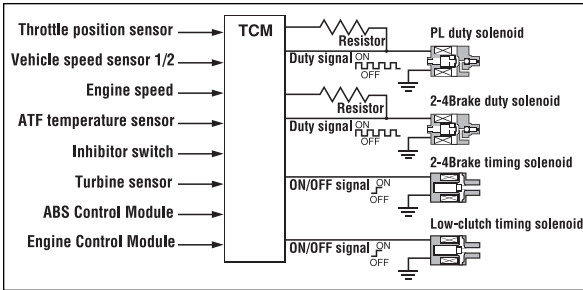 Throttle position sensor
Vehicle speed sensor 1/2
Engine speed
ATF temperature sensor
Inhibitor switch
Turbine sensor
ABS Control Module
Engine Control Module
TCM
Resistor
PL duty solenoid
Duty signal ON
OFF
Resistor
2-4Brake duty solenoid
Duty signal ON
OFF
2-4Brake timing solenoid
ON/OFF signal ON
OFF
Low-clutch timing solenoid
ON/OFF signal ON
OFF